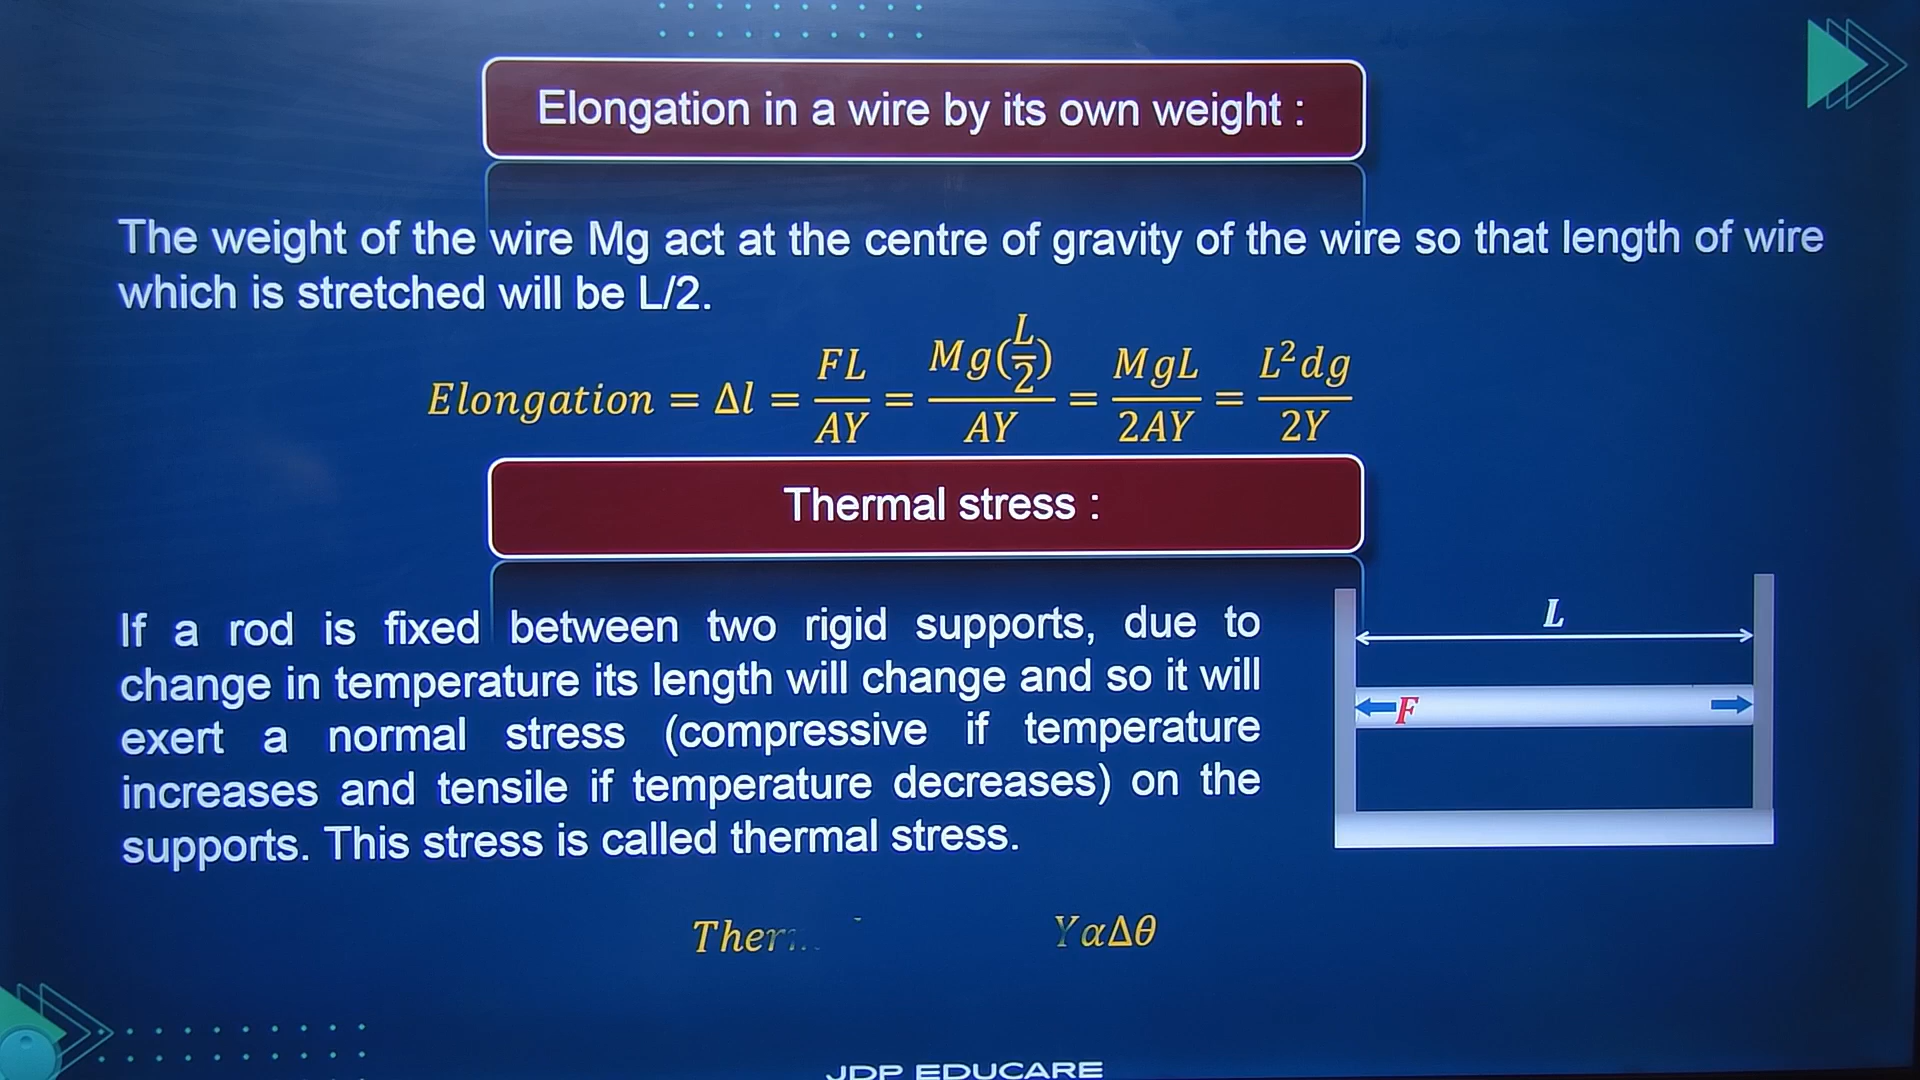 Elongation in a wire by its own weight :
The weight of the wire Mg act at the centre of gravity of the wire so that length of wire
which is stretched will be L/2.
Elongation = Δl = FL/AY = Mg(L/2)/AY = MgL/2AY = L²dg/2Y
Thermal stress :
If a rod is fixed between two rigid supports, due to
change in temperature its length will change and so it will
exert a normal stress (compressive if temperature
increases and tensile if temperature decreases) on the
supports. This stress is called thermal stress.
L
F
YαΔθ
JDP EDUCARE